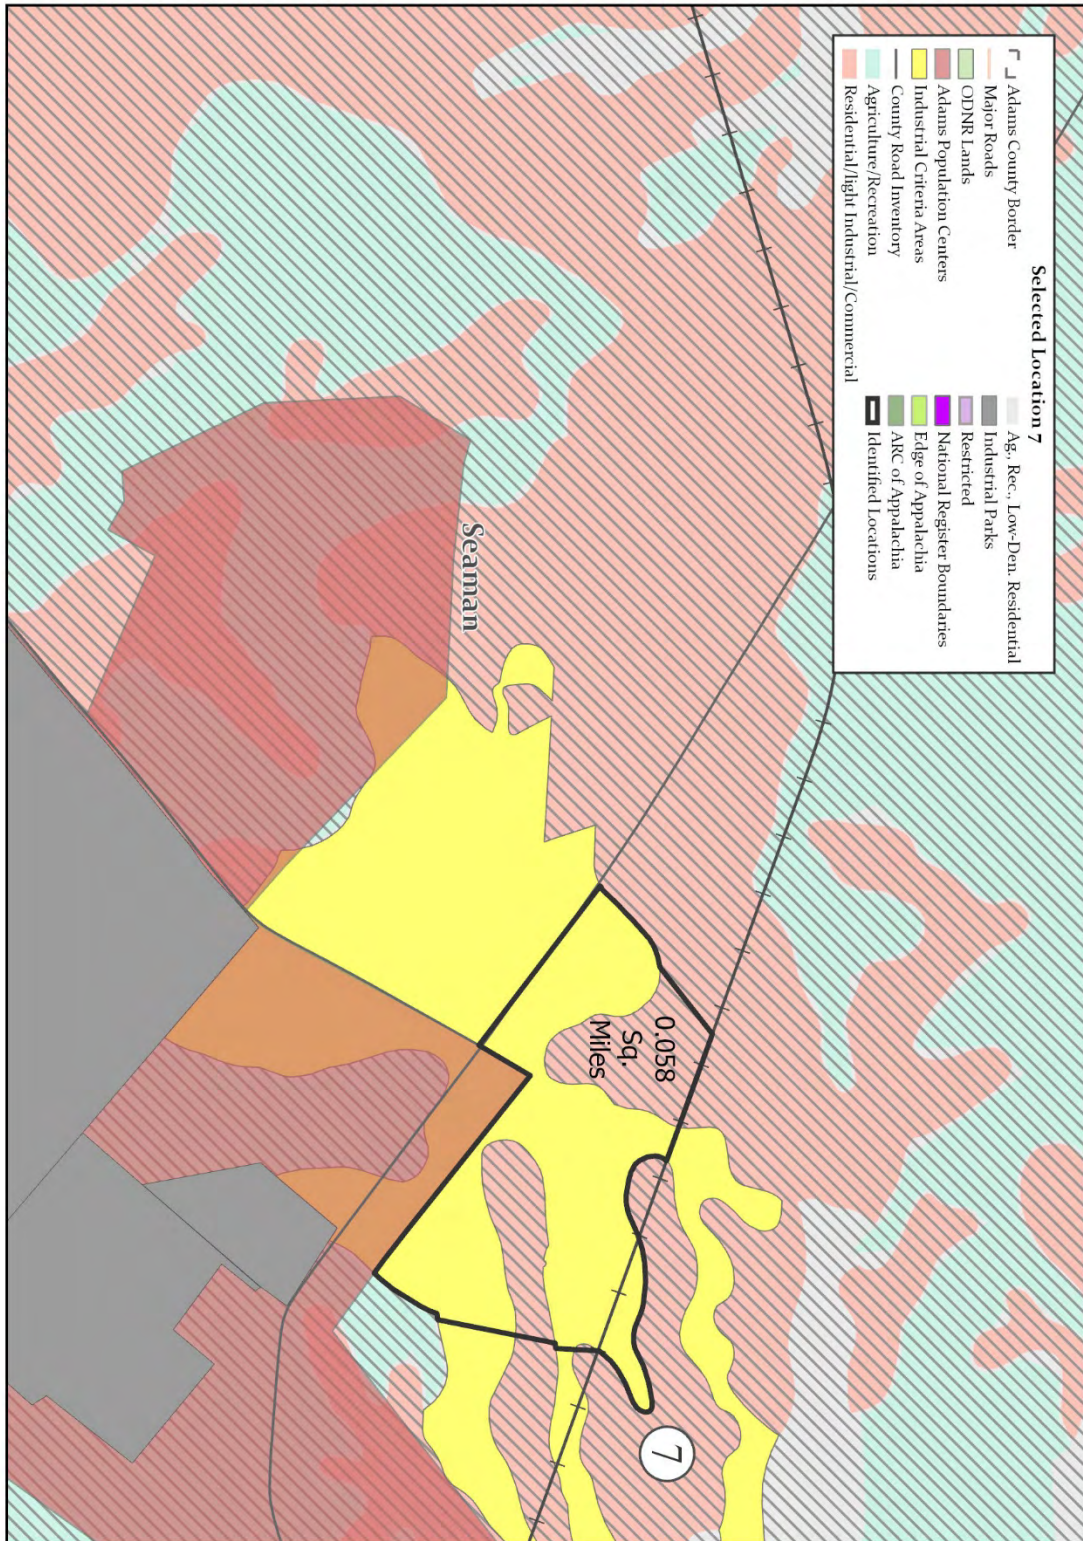 Selected Location 7
Adams County Border
Major Roads
ODNR Lands
Adams Population Centers
Industrial Criteria Areas
County Road Inventory
Agriculture/Recreation
Residential/light Industrial/Commercial
Ag., Rec., Low-Den. Residential
Industrial Parks
Restricted
National Register Boundaries
Edge of Appalachia
ARC of Appalachia
Identified Locations
Seaman
0.058
Sq.
Miles
7